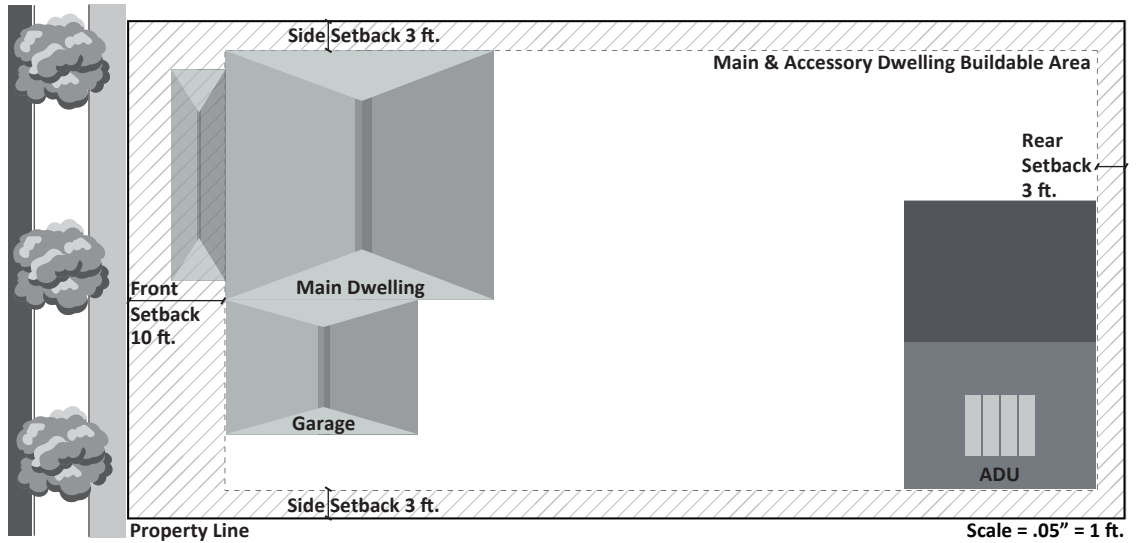 Side Setback 3 ft.
Main & Accessory Dwelling Buildable Area
Rear
Setback
3 ft.
Main Dwelling
Front
Setback
10 ft.
Garage
ADU
Side Setback 3 ft.
Property Line
Scale = .05” = 1 ft.